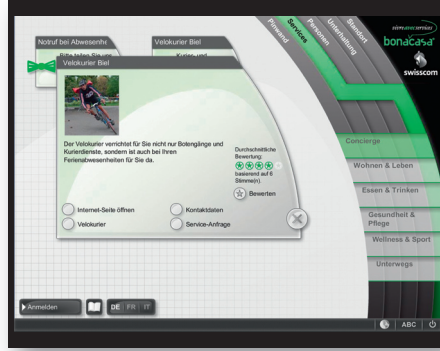 Pinwand
Services
Personen
Unterhaltung
Standort
bonacasa
swisscom
Notruf bei Abwesenhe
Velokurier Biel
Velokurier Biel
Der Velokurier verrichtet für Sie nicht nur Botengänge und
Kurierdienste, sondern ist auch bei Ihren
Ferienabwesenheiten für Sie da.
Durchschnittliche
Bewertung:
basierend auf 6
Stimme(n).
Bewerten
Internet-Seite öffnen
Kontaktdaten
Velokurier
Service-Anfrage
Concierge
Wohnen & Leben
Essen & Trinken
Gesundheit &
Pflege
Wellness & Sport
Unterwegs
Anmelden
DE | FR | IT
ABC